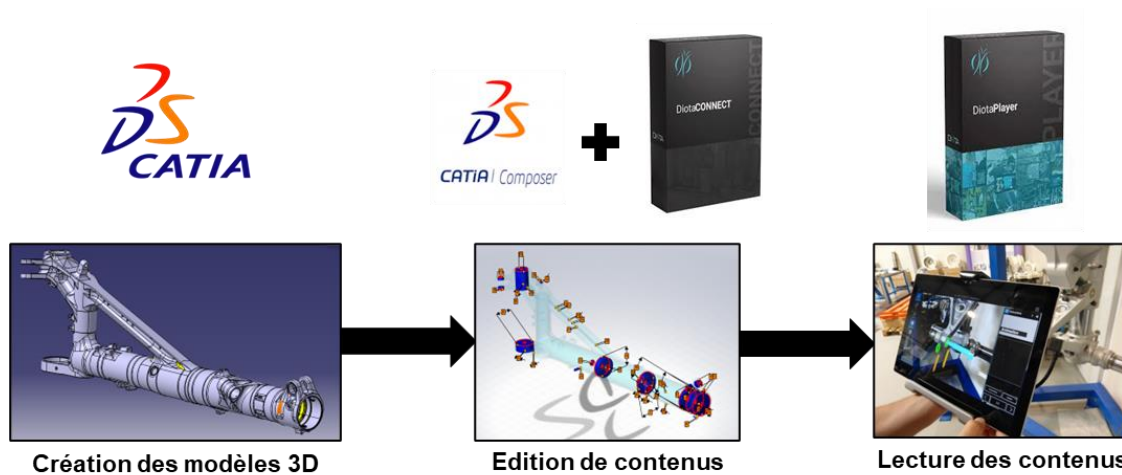 CATIA
CATIA | Composer
DiotaCONNECT
CONNECT
DiotaPlayer
PLAYER
Création des modèles 3D
Edition de contenus
Lecture des contenus